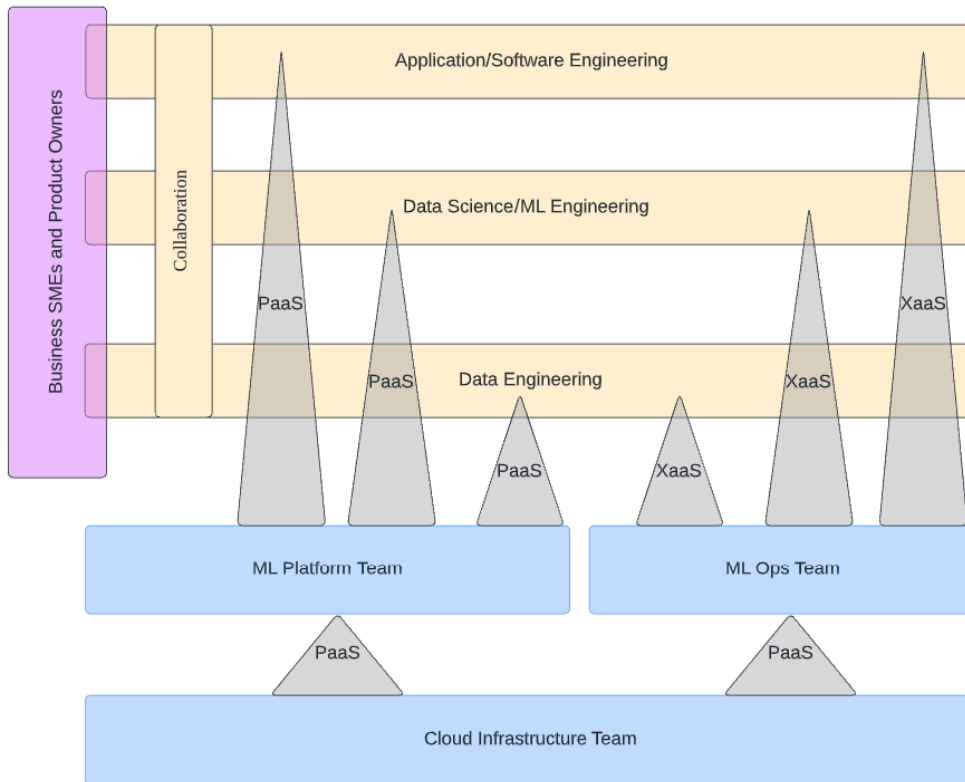 Business SMEs and Product Owners
Collaboration
Application/Software Engineering
Data Science/ML Engineering
PaaS
XaaS
Data Engineering
PaaS
XaaS
PaaS
XaaS
ML Platform Team
ML Ops Team
PaaS
PaaS
Cloud Infrastructure Team